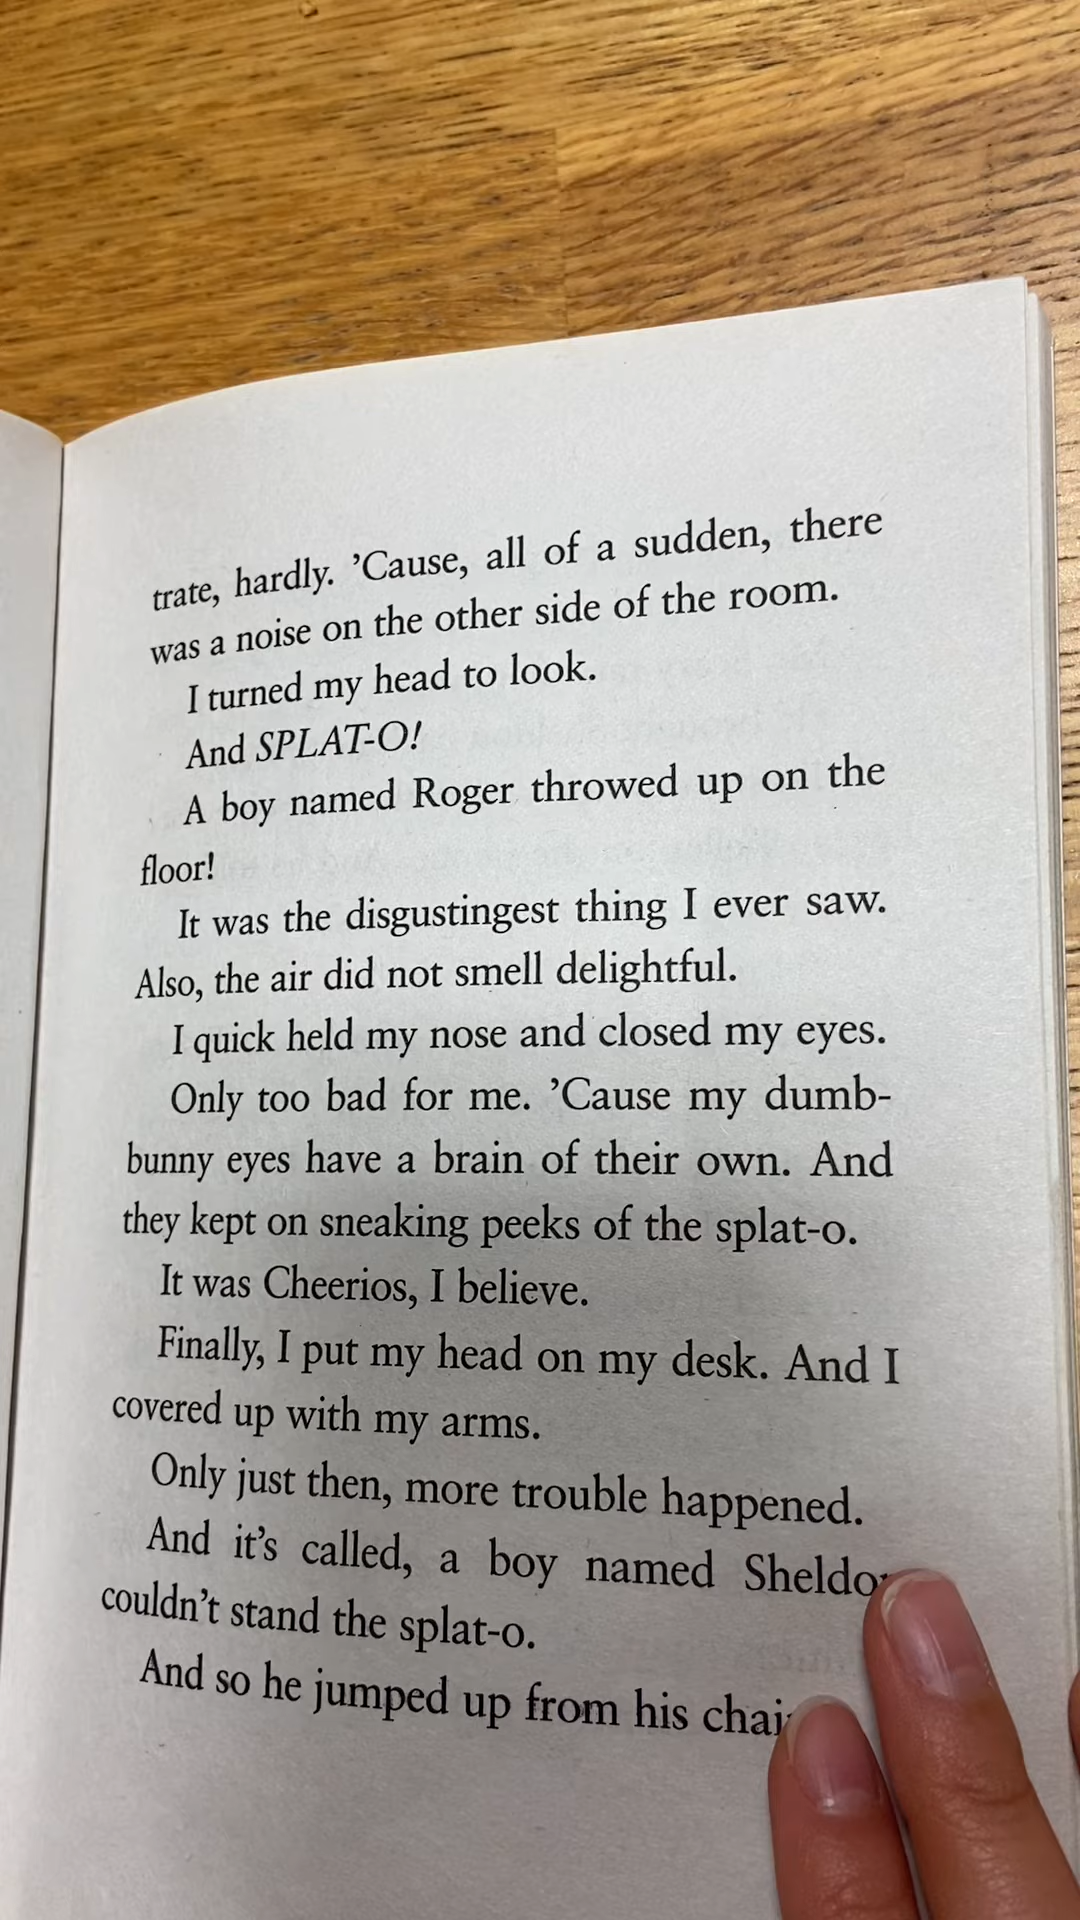 trate, hardly. ’Cause, all of a sudden, there
was a noise on the other side of the room.
I turned my head to look.
And SPLAT-O!
A boy named Roger throwed up on the
floor!
It was the disgustingest thing I ever saw.
Also, the air did not smell delightful.
I quick held my nose and closed my eyes.
Only too bad for me. ’Cause my dumb-
bunny eyes have a brain of their own. And
they kept on sneaking peeks of the splat-o.
It was Cheerios, I believe.
Finally, I put my head on my desk. And I
covered up with my arms.
Only just then, more trouble happened.
And it’s called, a boy named
couldn’t stand the splat-o.
And so he jumped up from his